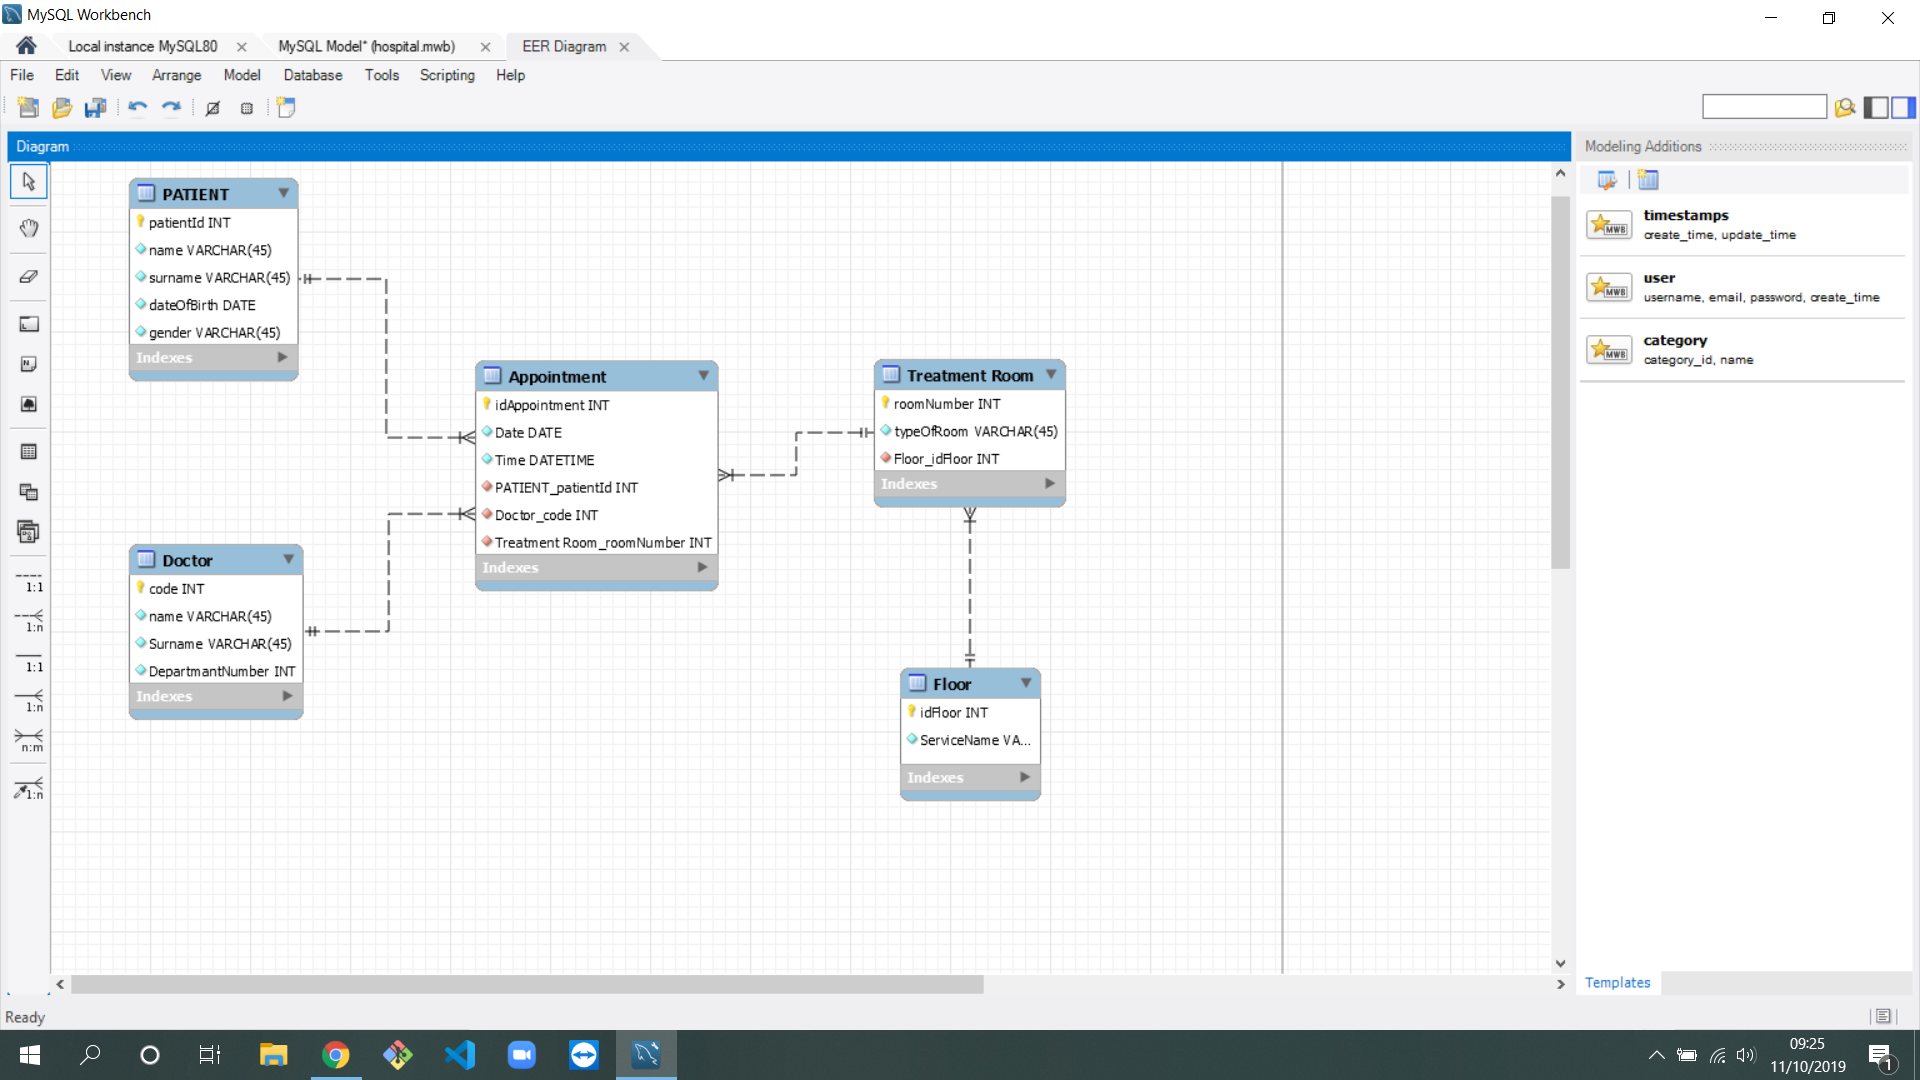 MySQL Workbench
Local instance MySQL80
MySQL Model* (hospital.mwb)
EER Diagram
File Edit View Arrange Model Database Tools Scripting Help
Diagram
PATIENT
patientId INT
name VARCHAR(45)
surname VARCHAR(45)
dateOfBirth DATE
gender VARCHAR(45)
Indexes
Appointment
idAppointment INT
Date DATE
Time DATETIME
PATIENT_patientId INT
Doctor_code INT
Treatment Room_roomNumber INT
Indexes
Treatment Room
roomNumber INT
typeOfRoom VARCHAR(45)
Floor_idFloor INT
Indexes
Doctor
code INT
name VARCHAR(45)
Surname VARCHAR(45)
DepartmantNumber INT
Indexes
Floor
idFloor INT
ServiceName VA...
Indexes
1:1
1:n
1:1
1:n
n:m
1:n
Modeling Additions
MWB
timestamps
create_time, update_time
MWB
user
username, email, password, create_time
MWB
category
category_id, name
Templates
Ready
09:25
11/10/2019
1